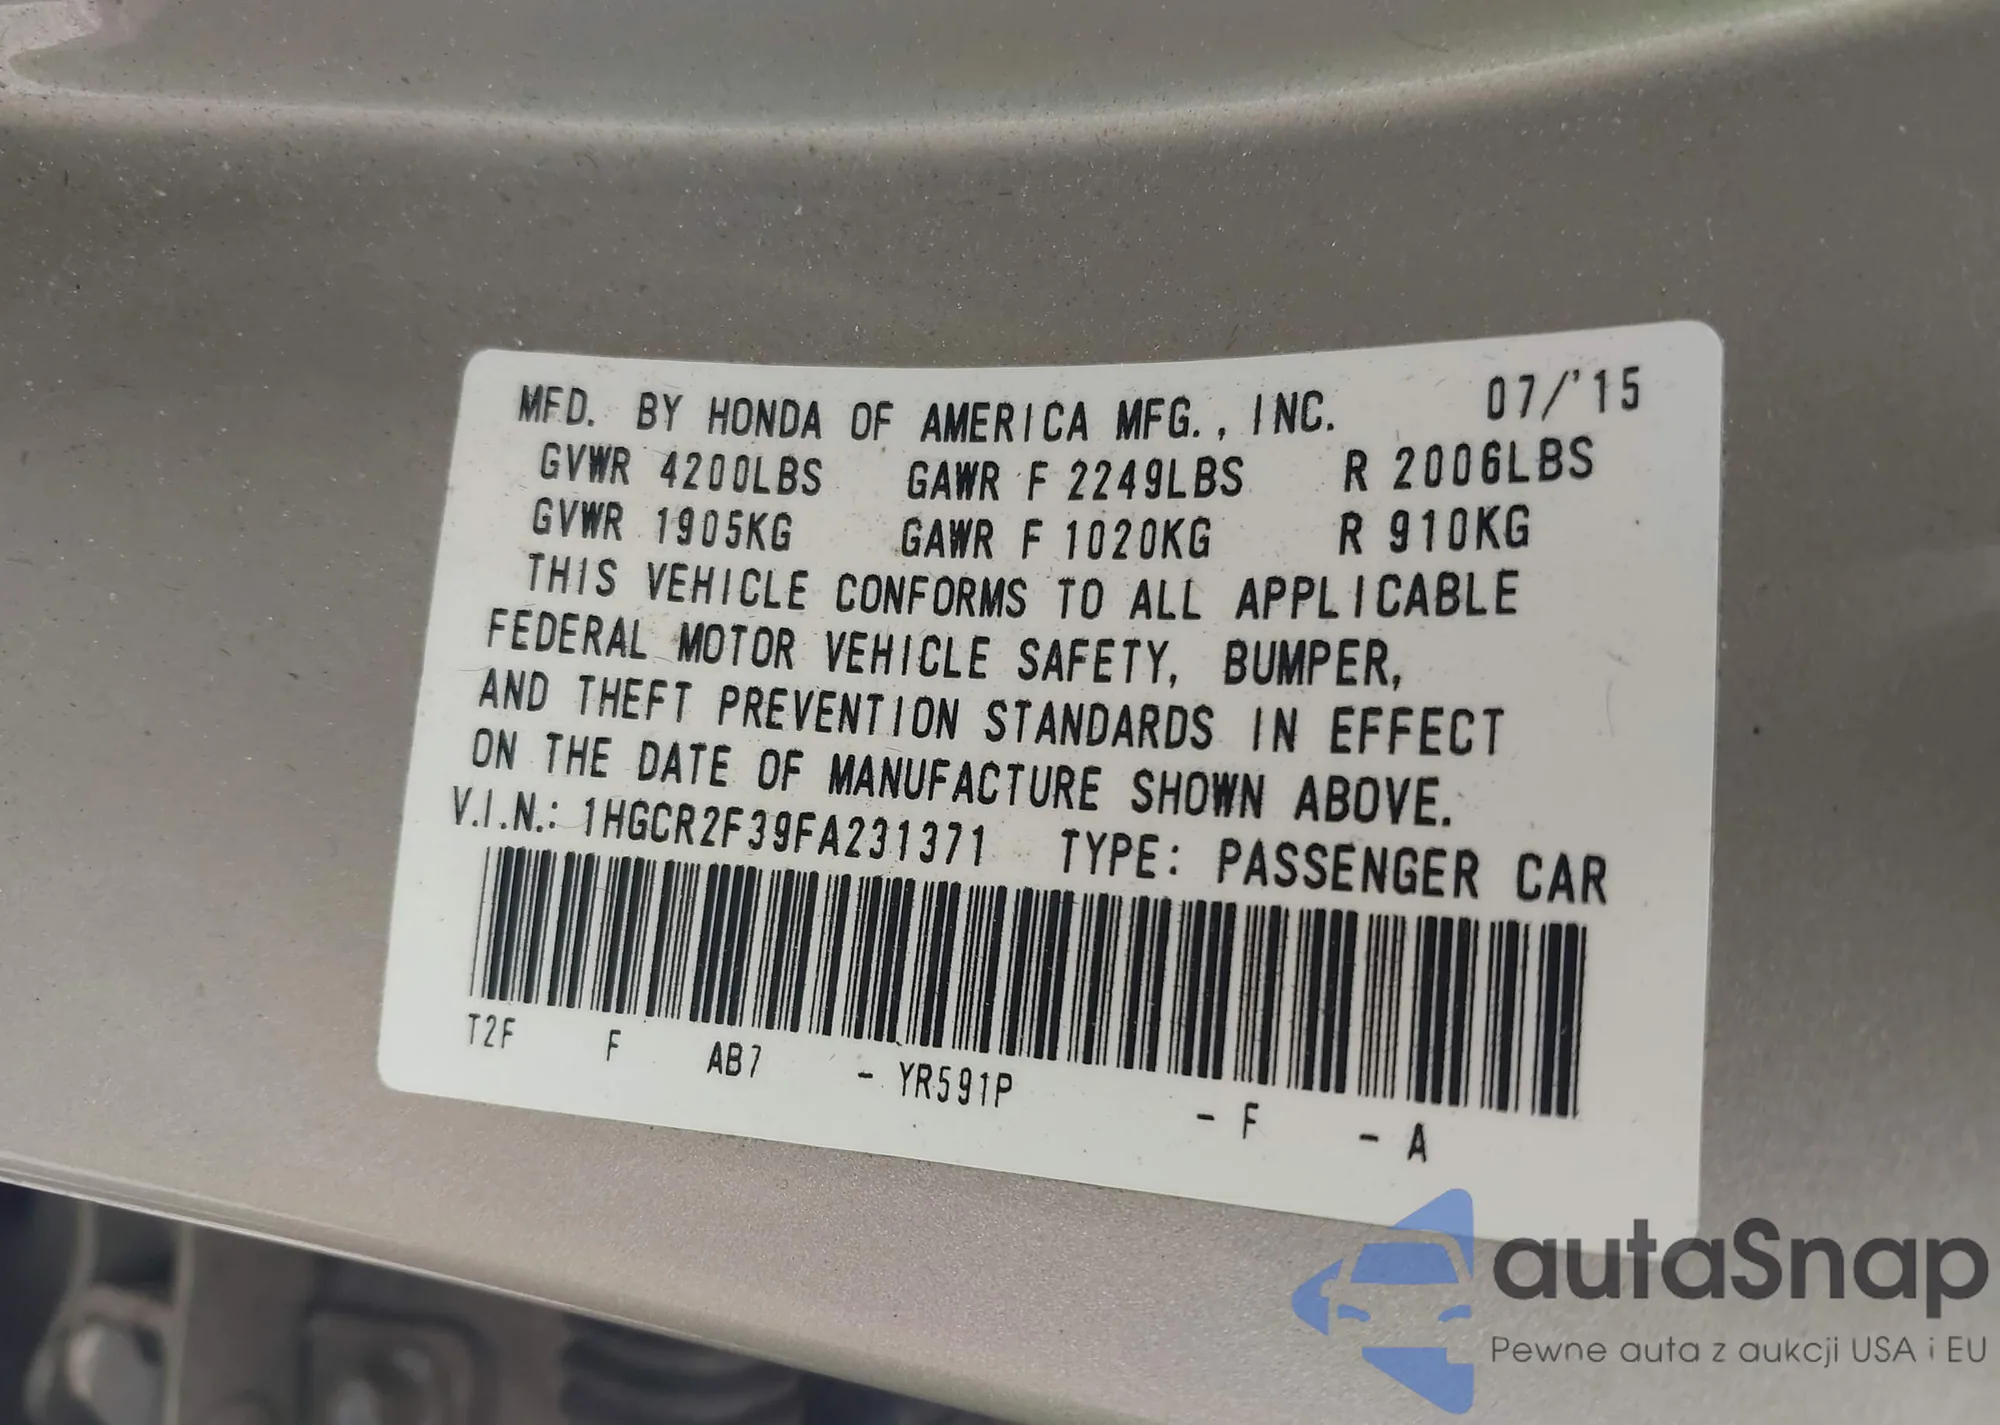 MFD. BY HONDA OF AMERICA MFG., INC. 07/'15
GVWR 4200LBS GAWR F 2249LBS R 2006LBS
GVWR 1905KG GAWR F 1020KG R 910KG
THIS VEHICLE CONFORMS TO ALL APPLICABLE
FEDERAL MOTOR VEHICLE SAFETY, BUMPER,
AND THEFT PREVENTION STANDARDS IN EFFECT
ON THE DATE OF MANUFACTURE SHOWN ABOVE.
V.I.N.: 1HGCR2F39FA231371 TYPE: PASSENGER CAR
T2F F AB7 - YR591P - F - A
autaSnap
Pewne auta z aukcji USA i EU